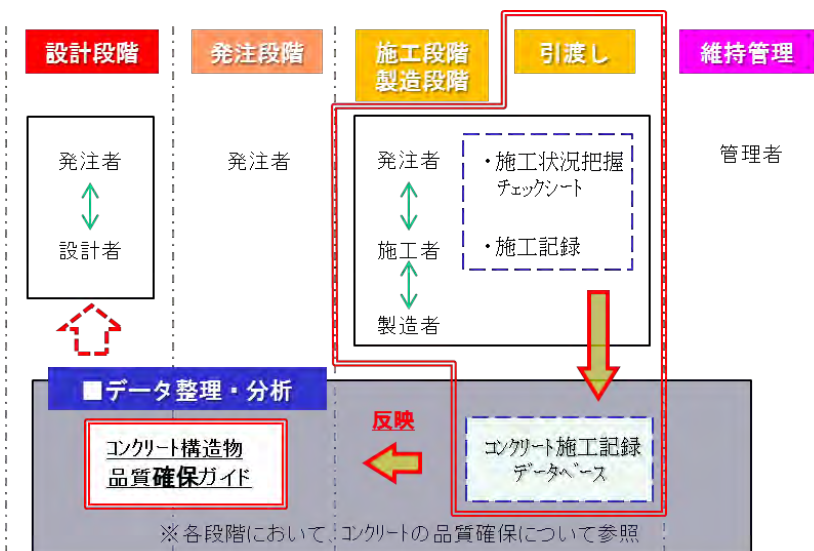 設計段階
発注段階
施工段階
製造段階
引渡し
維持管理
発注者
設計者
発注者
発注者
施工者
製造者
・施工状況把握
チェックシート
・施工記録
管理者
■データ整理・分析
コンクリート構造物
品質確保ガイド
反映
コンクリート施工記録
データベース
※各段階において、コンクリートの品質確保について参照